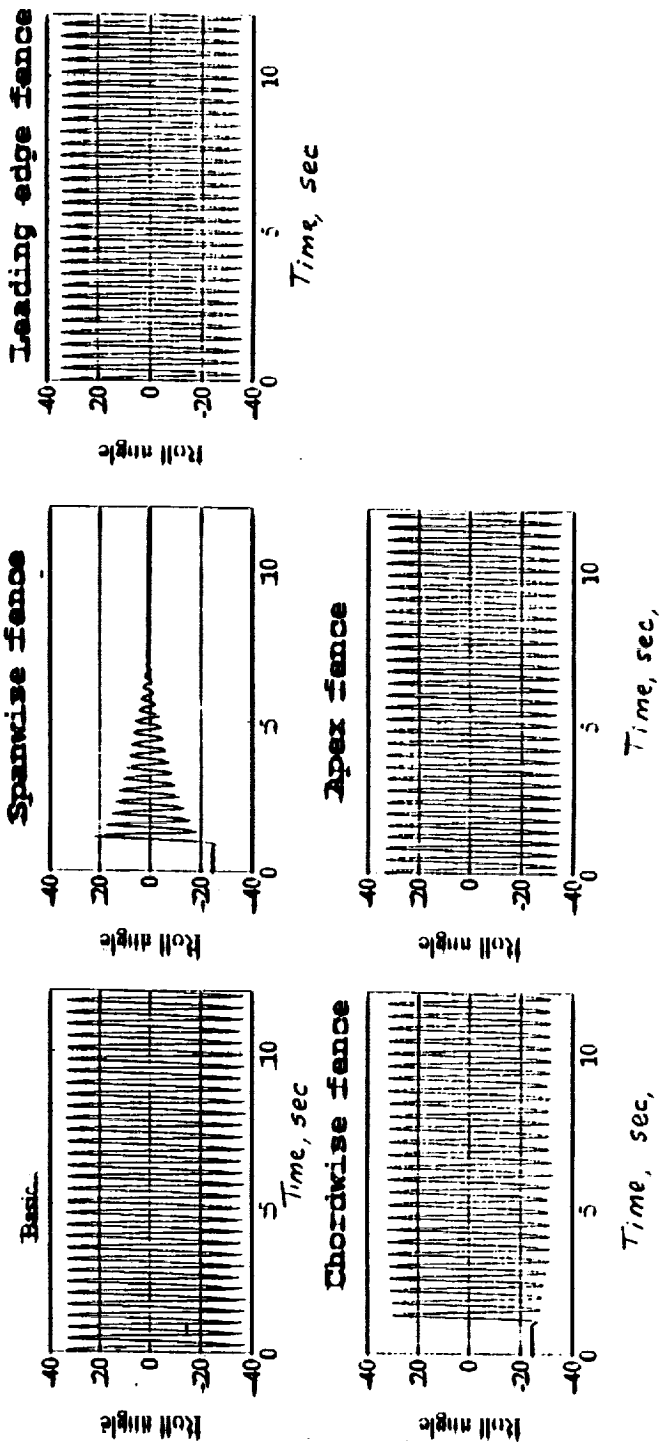 Basic
Roll angle
40
20
0
-20
-40
0
5
10
Time, sec
Spanwise fence
Roll angle
40
20
0
-20
-40
0
5
10
Leading edge fence
Roll angle
40
20
0
-20
-40
0
5
10
Time, sec
Chordwise fence
Roll angle
40
20
0
-20
-40
0
5
10
Time, sec,
Apex fence
Roll angle
40
20
0
-20
-40
0
5
10
Time, sec,